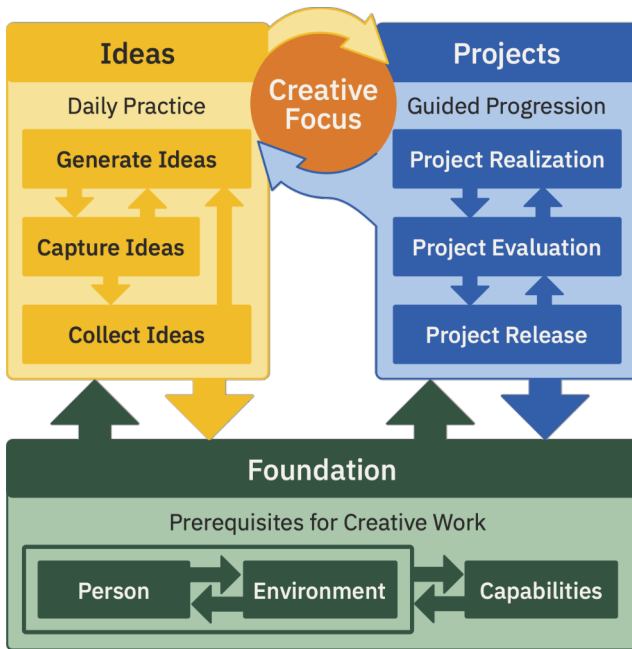 Ideas
Daily Practice
Generate Ideas
Capture Ideas
Collect Ideas
Creative
Focus
Projects
Guided Progression
Project Realization
Project Evaluation
Project Release
Foundation
Prerequisites for Creative Work
Person
Environment
Capabilities